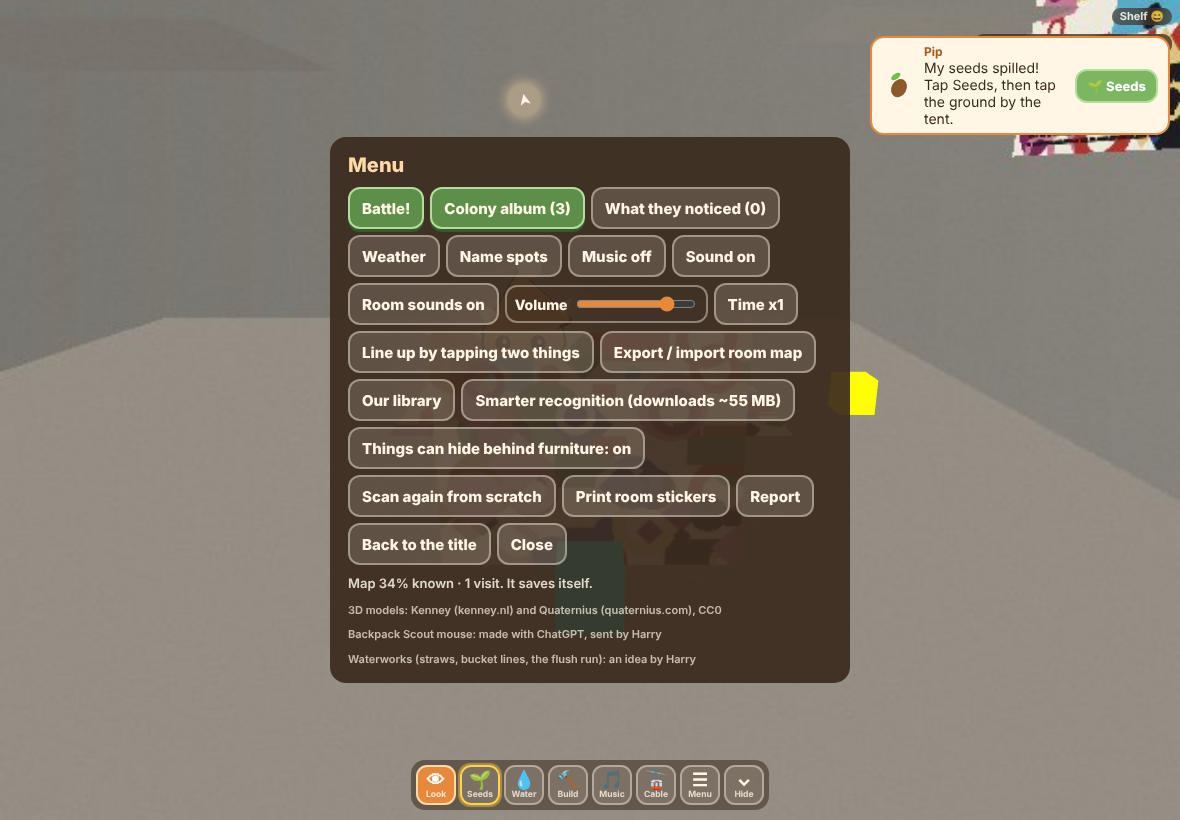 Shelf 😄
Pip
My seeds spilled!
Tap Seeds, then tap
the ground by the
tent.
🌱 Seeds
Menu
Battle!
Colony album (3)
What they noticed (0)
Weather
Name spots
Music off
Sound on
Room sounds on
Volume
Time x1
Line up by tapping two things
Export / import room map
Our library
Smarter recognition (downloads ~55 MB)
Things can hide behind furniture: on
Scan again from scratch
Print room stickers
Report
Back to the title
Close
Map 34% known · 1 visit. It saves itself.
3D models: Kenney (kenney.nl) and Quaternius (quaternius.com), CC0
Backpack Scout mouse: made with ChatGPT, sent by Harry
Waterworks (straws, bucket lines, the flush run): an idea by Harry
Look
Seeds
Water
Build
Music
Cable
Menu
Hide